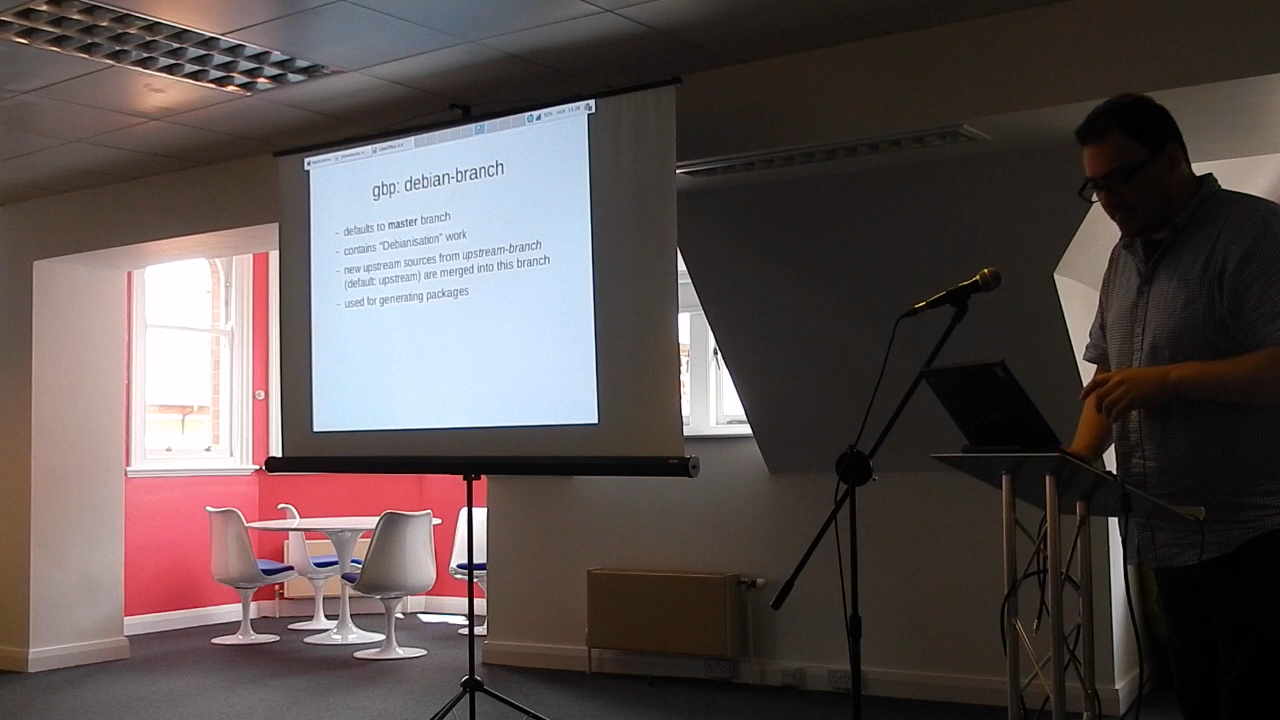 gbp: debian-branch
– defaults to master branch
– contains “Debianisation” work
– new upstream sources from upstream-branch
(default: upstream) are merged into this branch
– used for generating packages